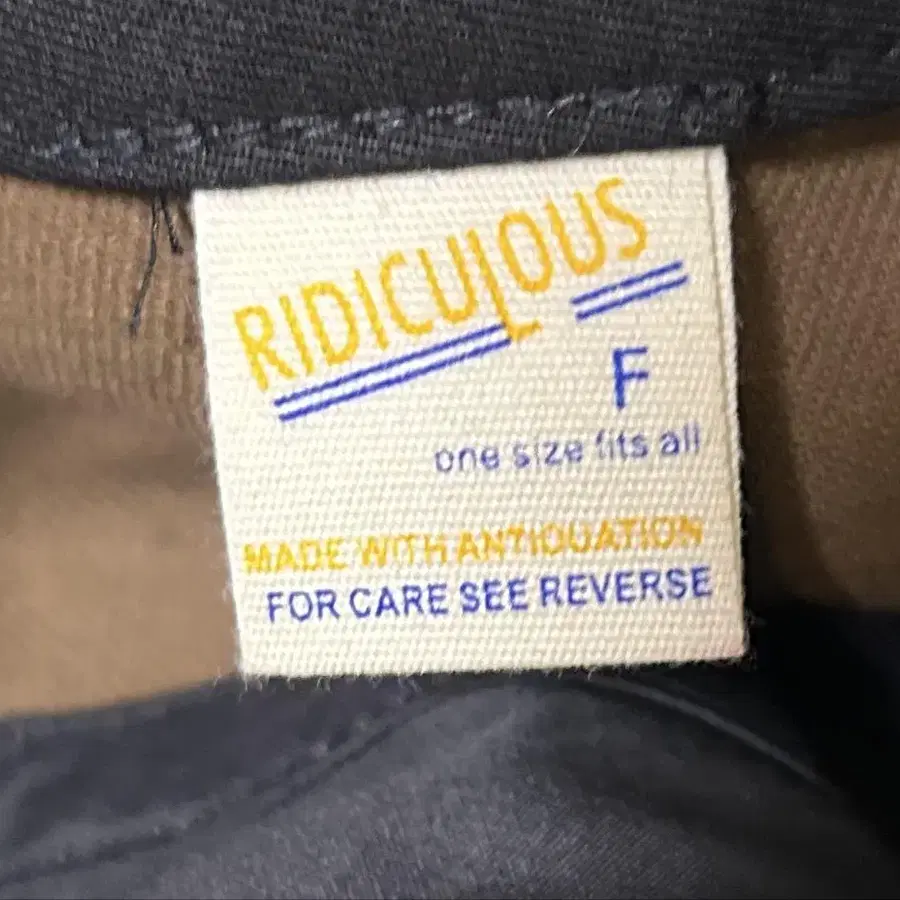 RIDICULOUS
F
one size fits all
MADE WITH ANTIQUATION
FOR CARE SEE REVERSE